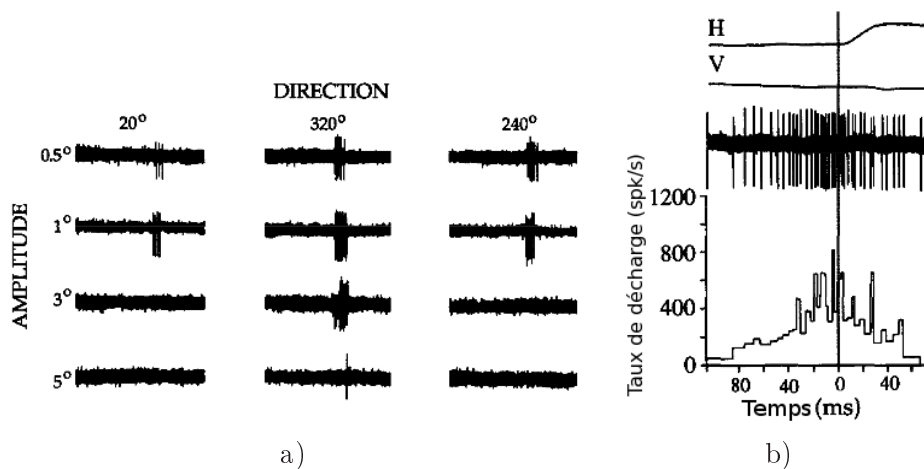 DIRECTION
20° 320° 240°
AMPLITUDE
0.5°
1°
3°
5°
a)
H
V
Taux de décharge (spk/s)
1200
800
400
0
80 40 0 40
Temps (ms)
b)